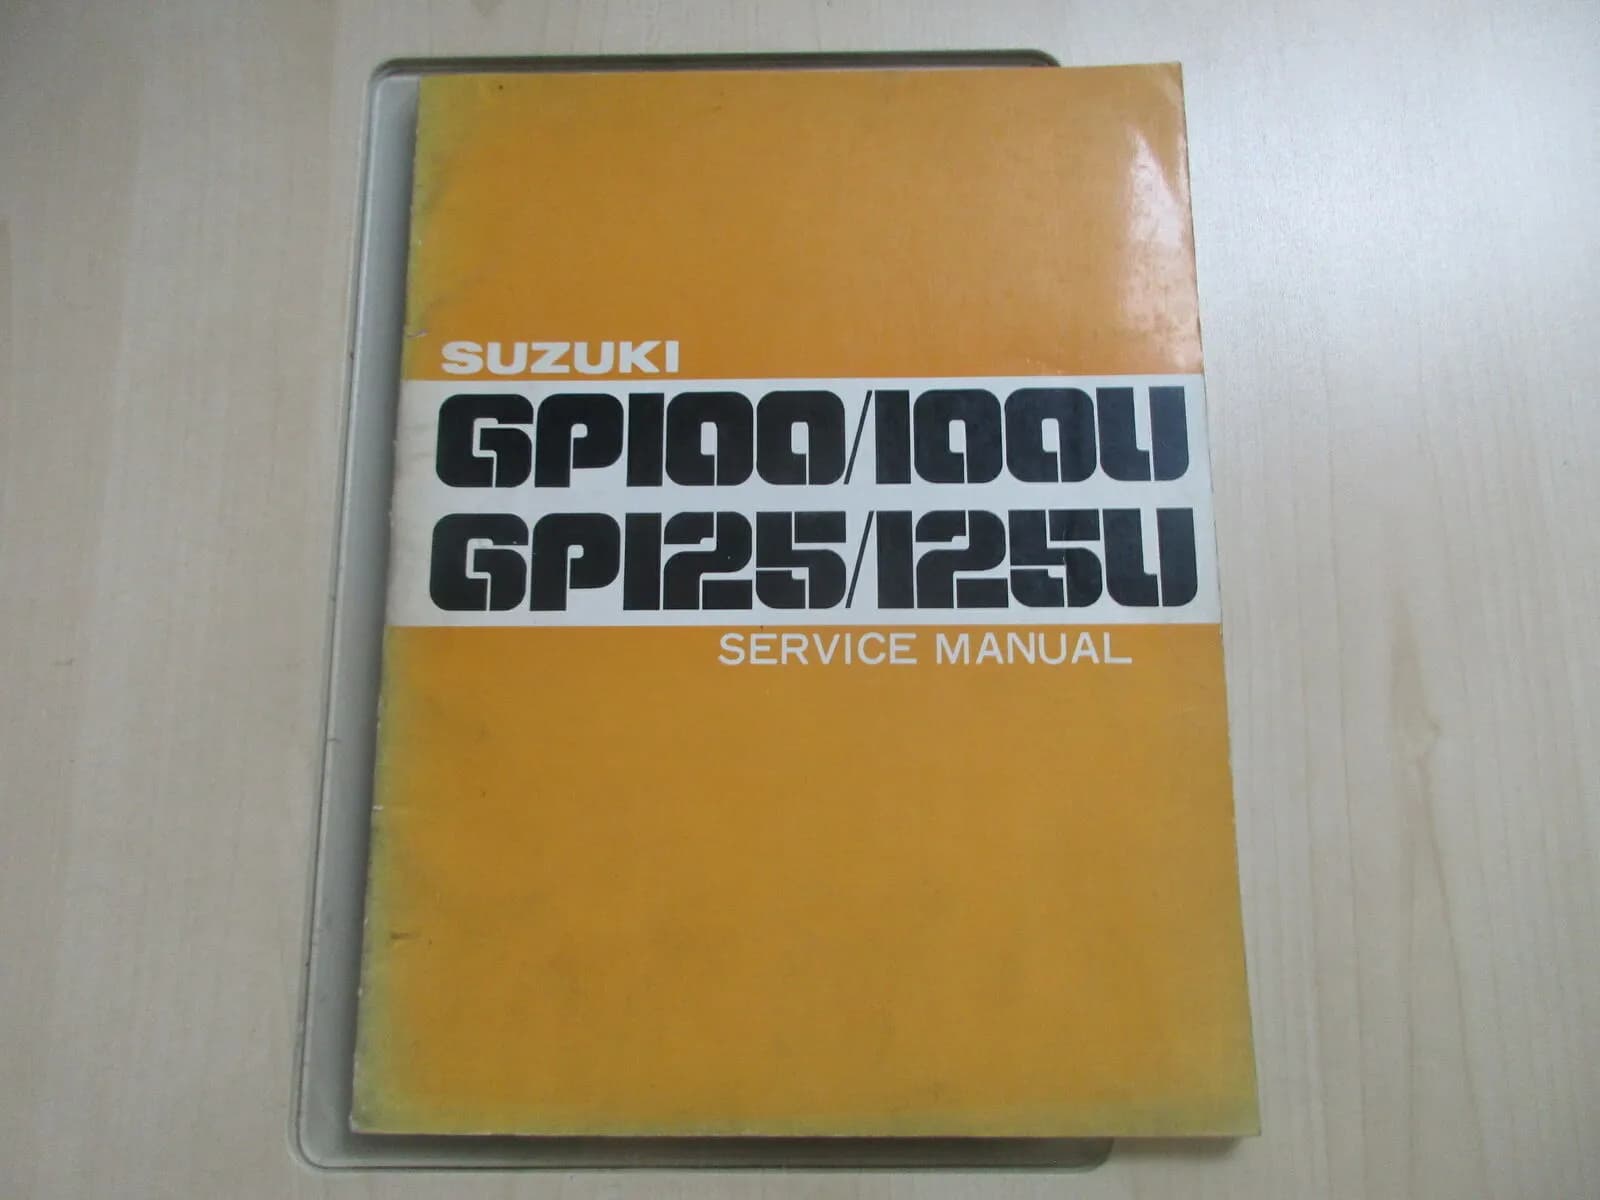 SUZUKI
GP100/100U
GP125/125U
SERVICE MANUAL